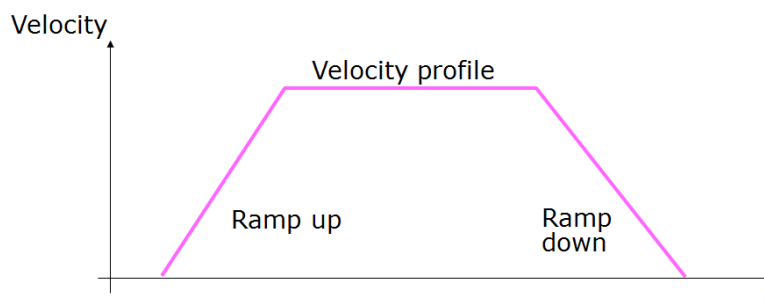 Velocity
Velocity profile
Ramp up
Ramp
down